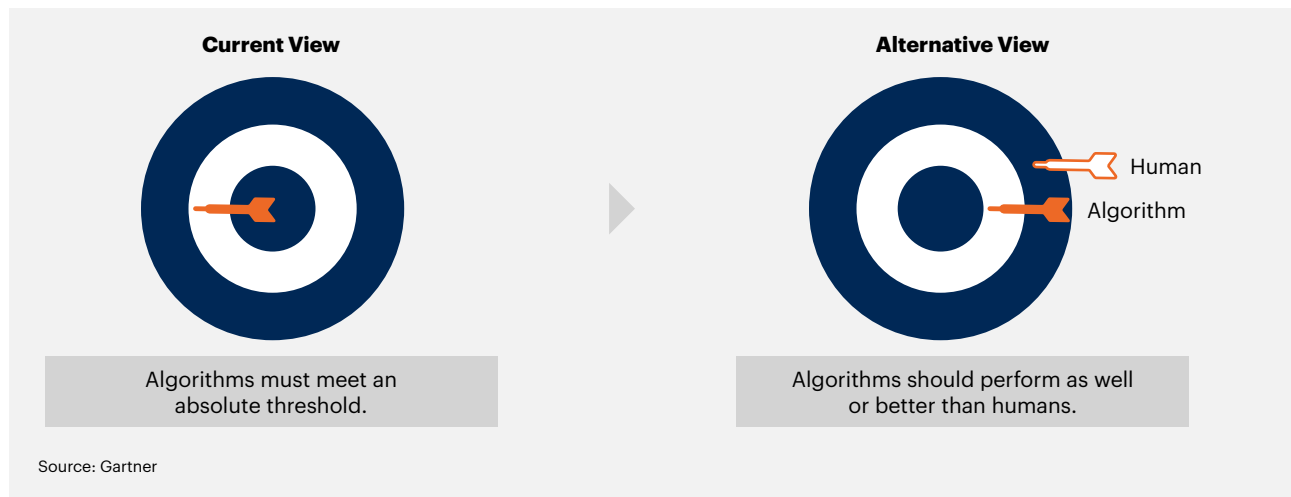 Current View
Algorithms must meet an
absolute threshold.
Alternative View
Human
Algorithm
Algorithms should perform as well
or better than humans.
Source: Gartner